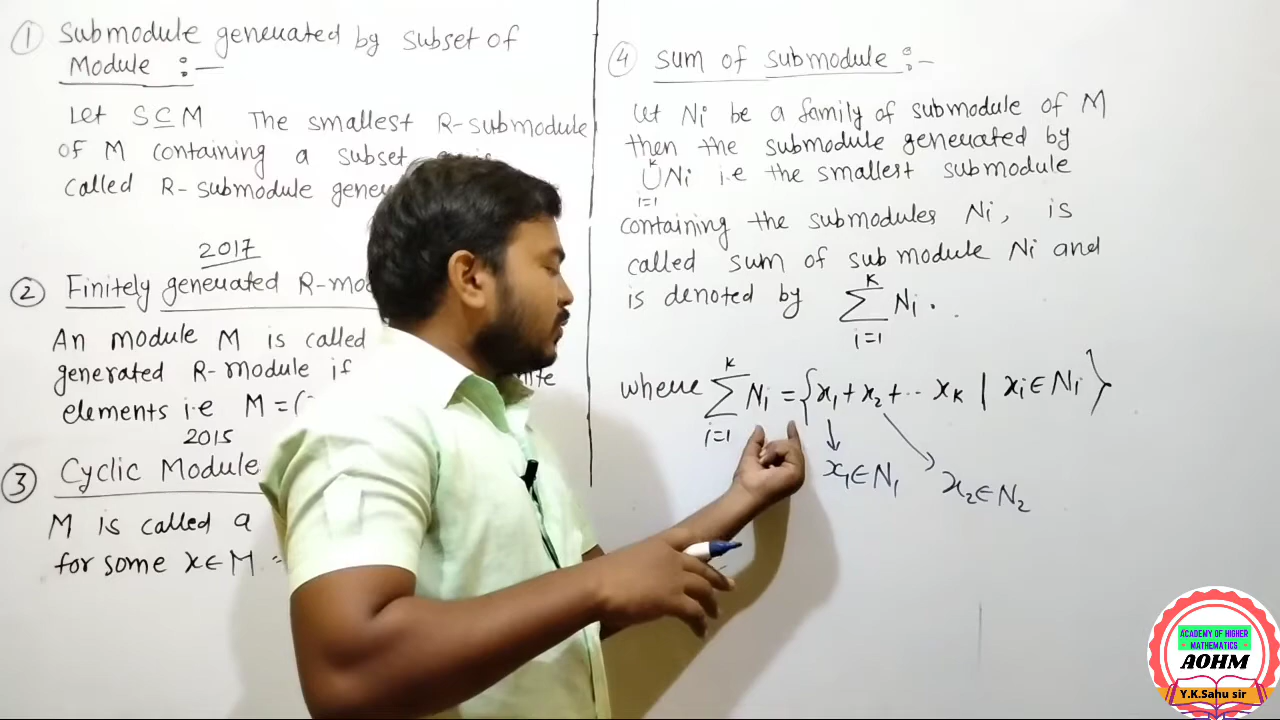 ① Submodule generated by subset of
Module :-
Let S⊆M The smallest R-submodule
of M containing a subset is
called R-submodule
2017
② Finitely generated R-
An module M is called
generated R-module if
elements i.e M =
2015
③ Cyclic Module
M is called a
for some x∈M =
④ sum of submodule :-
Let Ni be a family of submodule of M
then the submodule generated by
k
∪Ni i.e the smallest submodule
i=1
containing the submodules Ni, is
called sum of submodule Ni and
k
is denoted by ∑ Ni.
i=1
k
where ∑ Ni = {x₁+x₂+... xk | xi∈Ni}
i=1
x₁∈N₁
x₂∈N₂
ACADEMY OF HIGHER
MATHEMATICS
AOHM
Y.K.Sahu sir